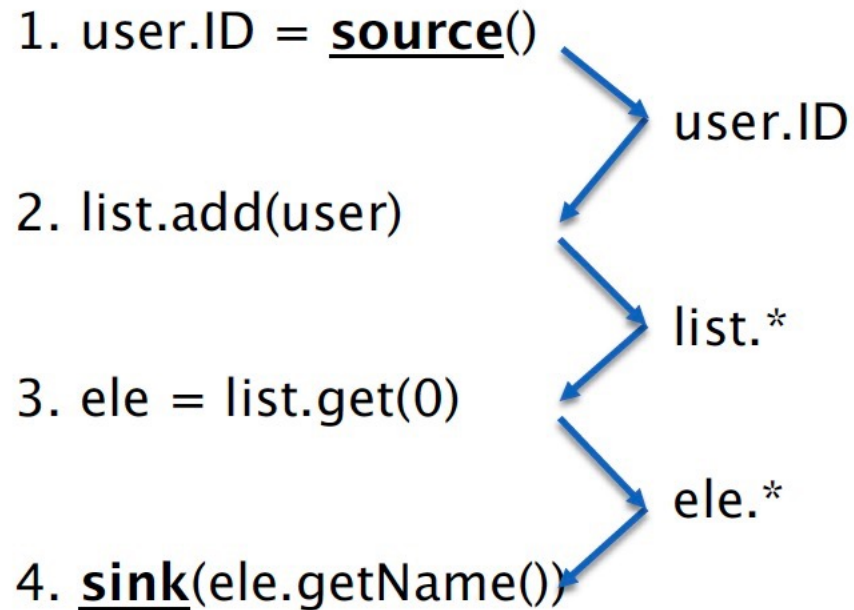 1. user.ID = source()
user.ID
2. list.add(user)
list.*
3. ele = list.get(0)
ele.*
4. sink(ele.getName())